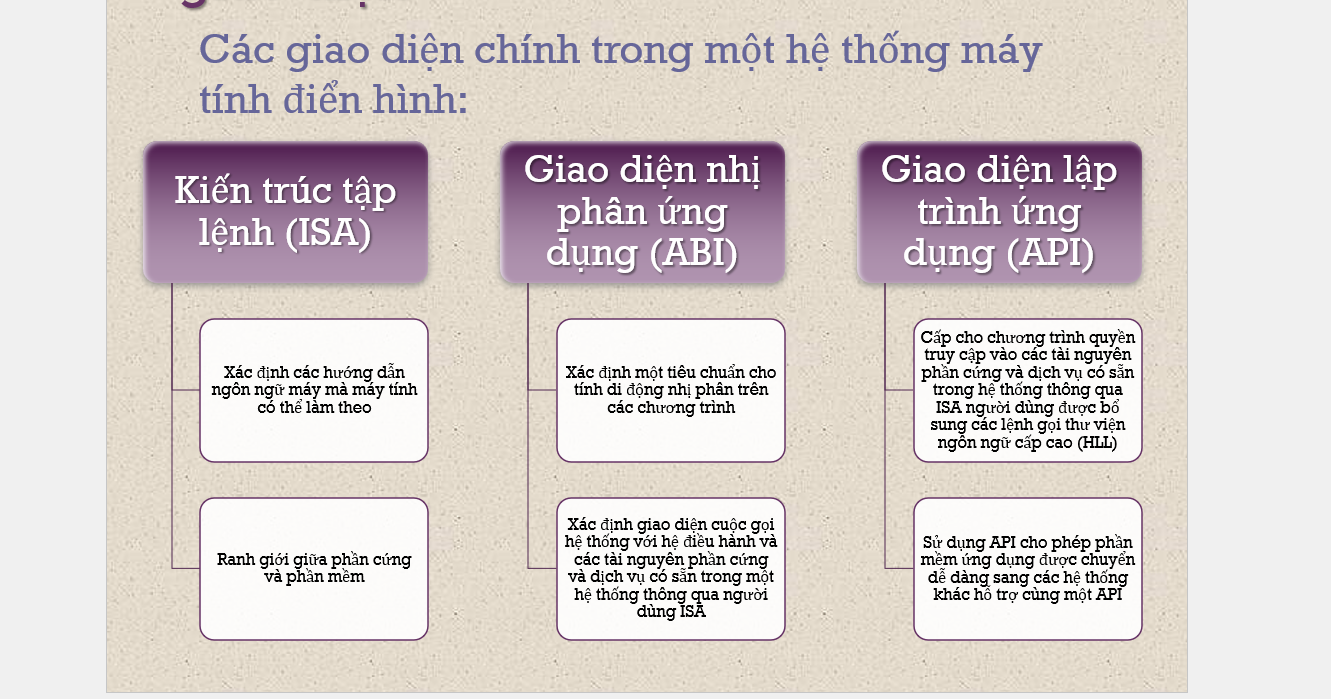 Các giao diện chính trong một hệ thống máy
tính điển hình:
Kiến trúc tập
lệnh (ISA)
Xác định các hướng dẫn
ngôn ngữ máy mà máy tính
có thể làm theo
Ranh giới giữa phần cứng
và phần mềm
Giao diện nhị
phân ứng
dụng (ABI)
Xác định một tiêu chuẩn cho
tính di động nhị phân trên
các chương trình
Xác định giao diện cuộc gọi
hệ thống với hệ điều hành và
các tài nguyên phần cứng
và dịch vụ có sẵn trong một
hệ thống thông qua người
dùng ISA
Giao diện lập
trình ứng
dụng (API)
Cấp cho chương trình quyền
truy cập vào các tài nguyên
phần cứng và dịch vụ có sẵn
trong hệ thống thông qua
ISA người dùng được bổ
sung các lệnh gọi thư viện
ngôn ngữ cấp cao (HLL)
Sử dụng API cho phép phần
mềm ứng dụng được chuyển
dễ dàng sang các hệ thống
khác hỗ trợ cùng một API